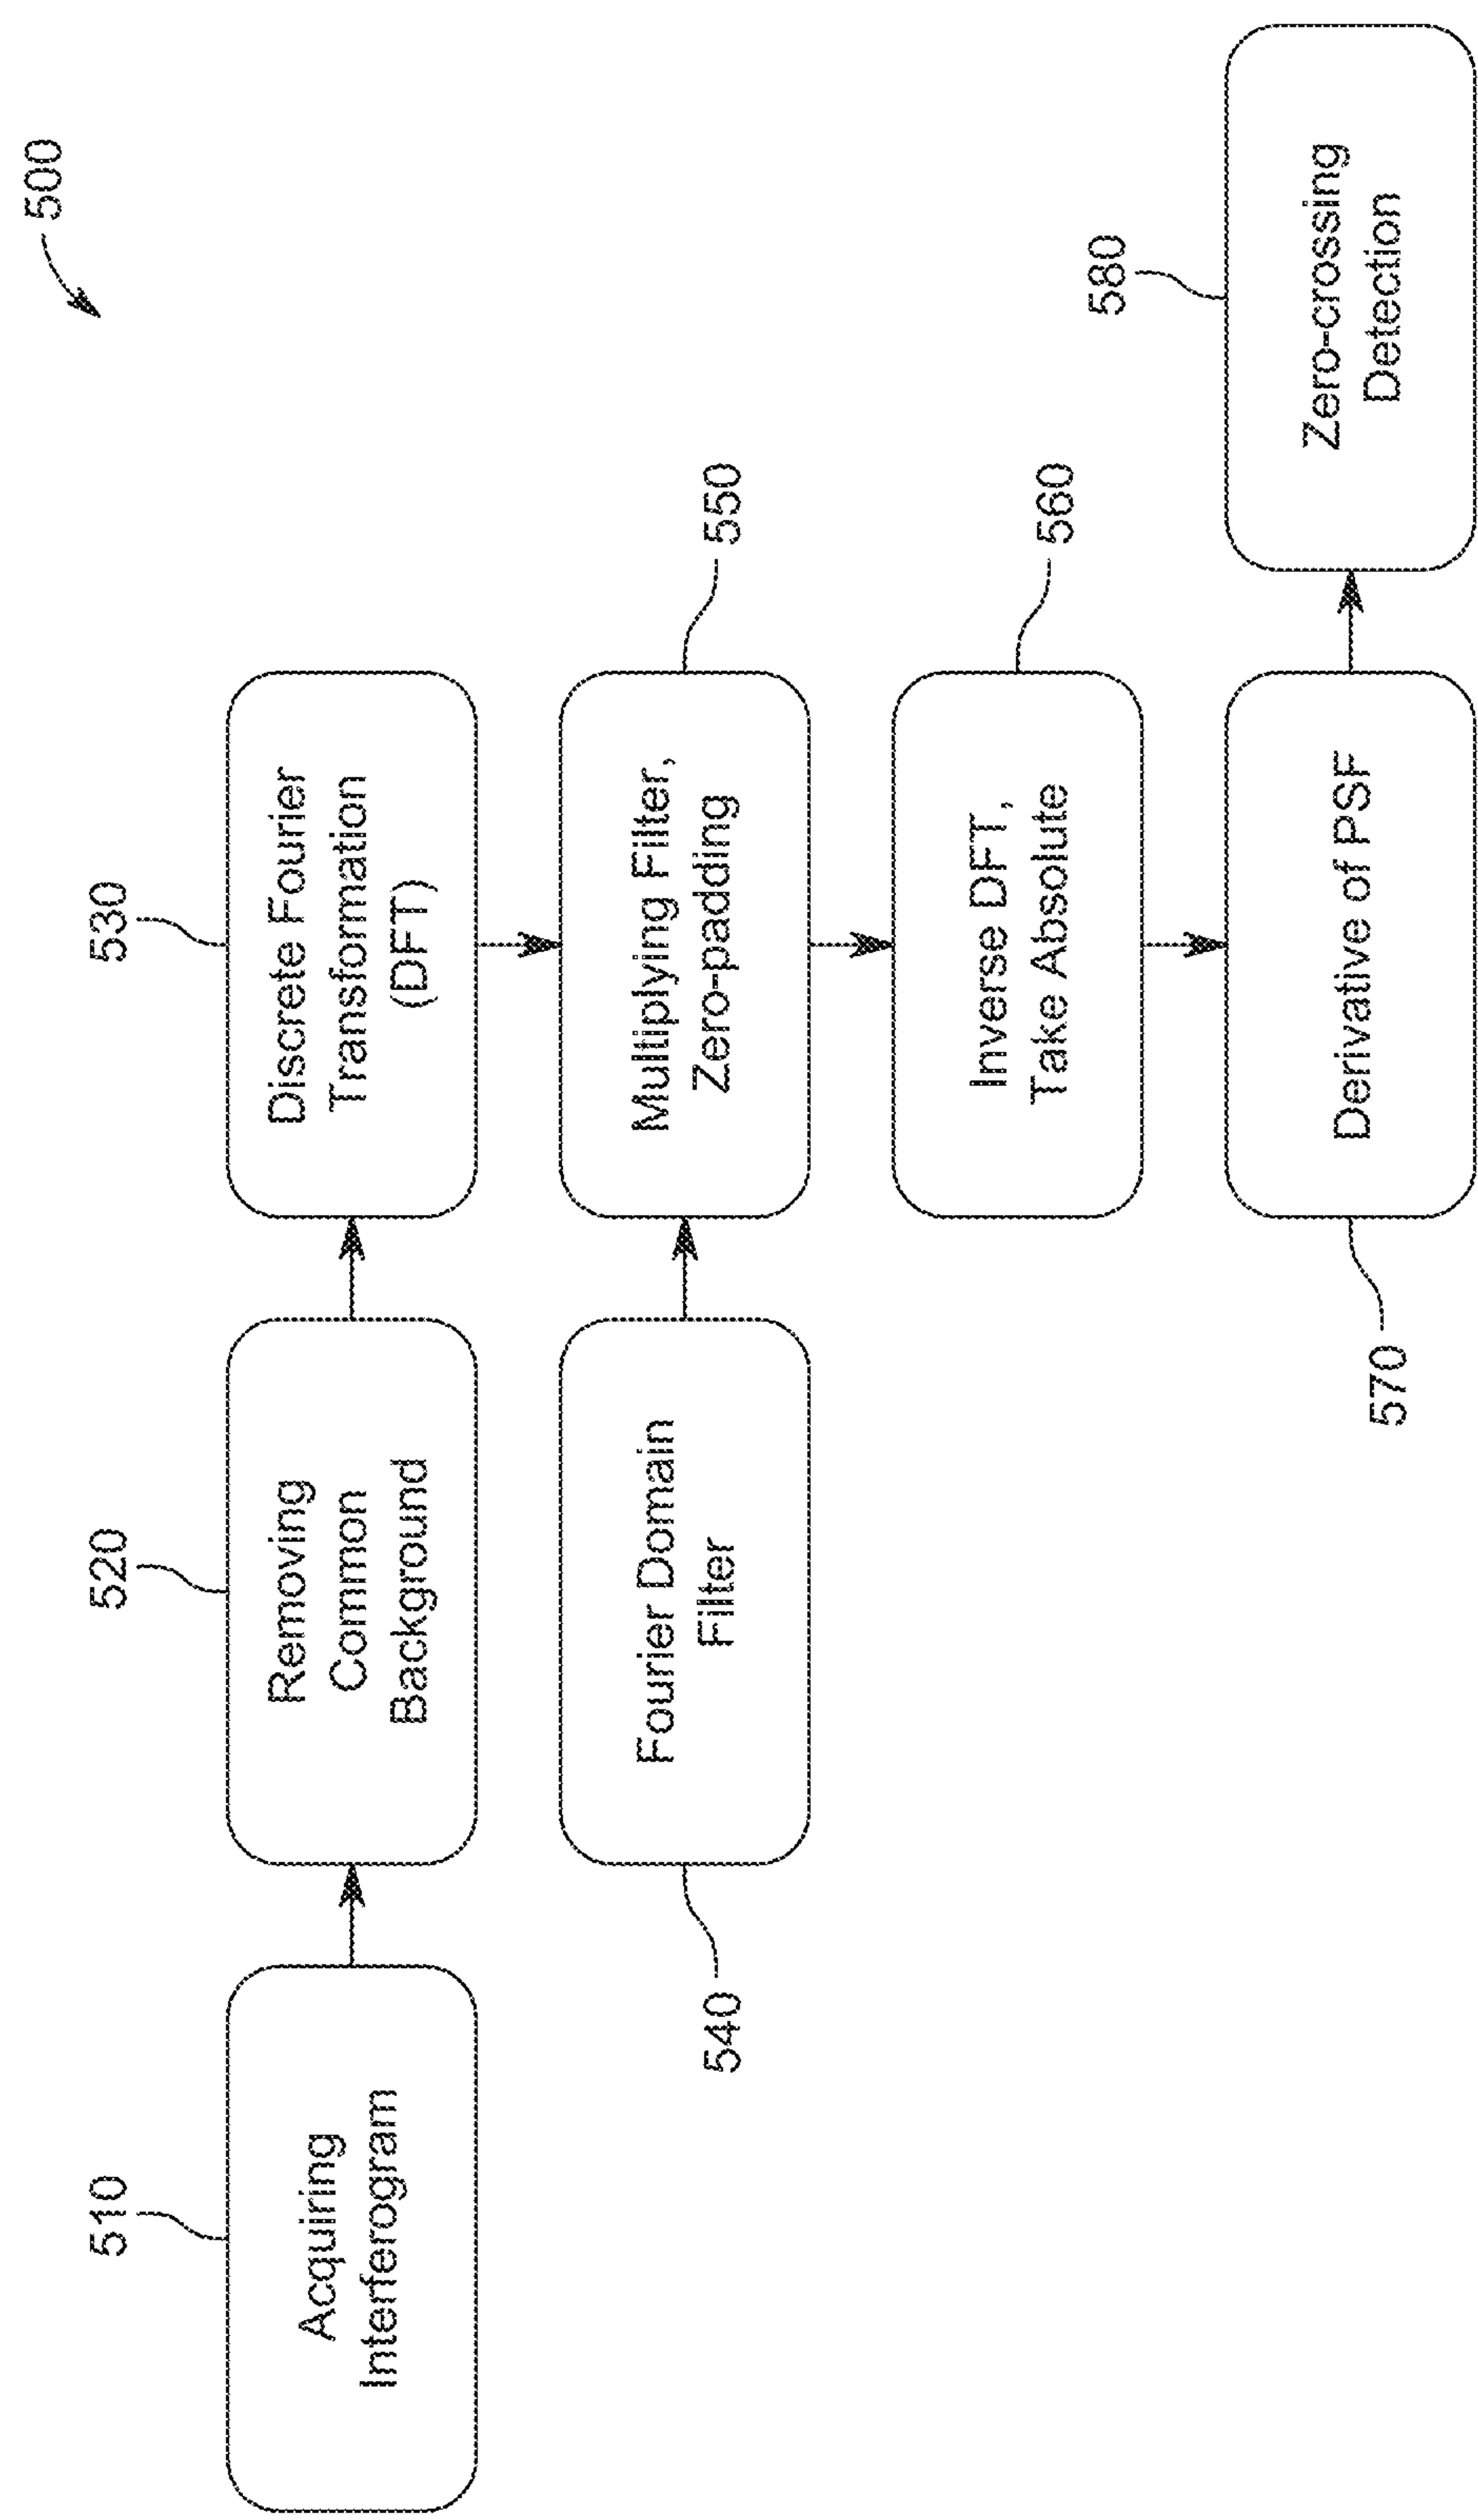 500
510
Acquiring
Interferogram
520
Removing
Common
Background
530
Discrete Fourier
Transformation
(DFT)
540
Fourier Domain
Filter
550
Multiplying Filter,
Zero-padding
560
Inverse DFT,
Take Absolute
570
Derivative of PSF
580
Zero-crossing
Detection